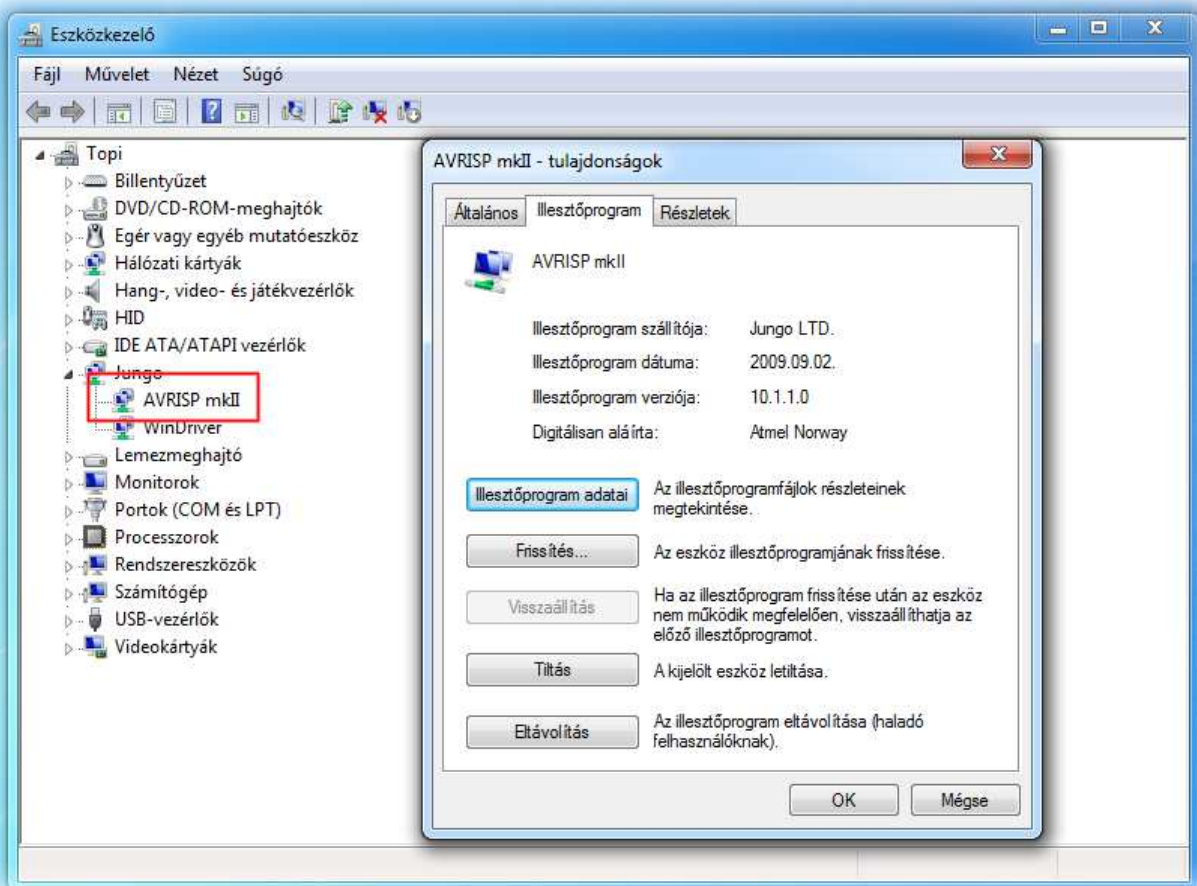 Eszközkezelő
Fájl Művelet Nézet Súgó
Topi
Billentyűzet
DVD/CD-ROM-meghajtók
Egér vagy egyéb mutatóeszköz
Hálózati kártyák
Hang-, video- és játékvezérlők
HID
IDE ATA/ATAPI vezérlők
Jungo
AVRISP mkII
WinDriver
Lemezmeghajtó
Monitorok
Portok (COM és LPT)
Processzorok
Rendszereszközök
Számítógép
USB-vezérlők
Videokártyák
AVRISP mkII - tulajdonságok
Általános Illesztőprogram Részletek
AVRISP mkII
Illesztőprogram szállítója: Jungo LTD.
Illesztőprogram dátuma: 2009.09.02.
Illesztőprogram verziója: 10.1.1.0
Digitálisan aláírta: Atmel Norway
Illesztőprogram adatai
Az illesztőprogramfájlok részleteinek
megtekintése.
Frissítés...
Az eszköz illesztőprogramjának frissítése.
Visszaállítás
Ha az illesztőprogram frissítése után az eszköz
nem működik megfelelően, visszaállíthatja az
előző illesztőprogramot.
Tiltás
A kijelölt eszköz letiltása.
Eltávolítás
Az illesztőprogram eltávolítása (haladó
felhasználóknak).
OK Mégse